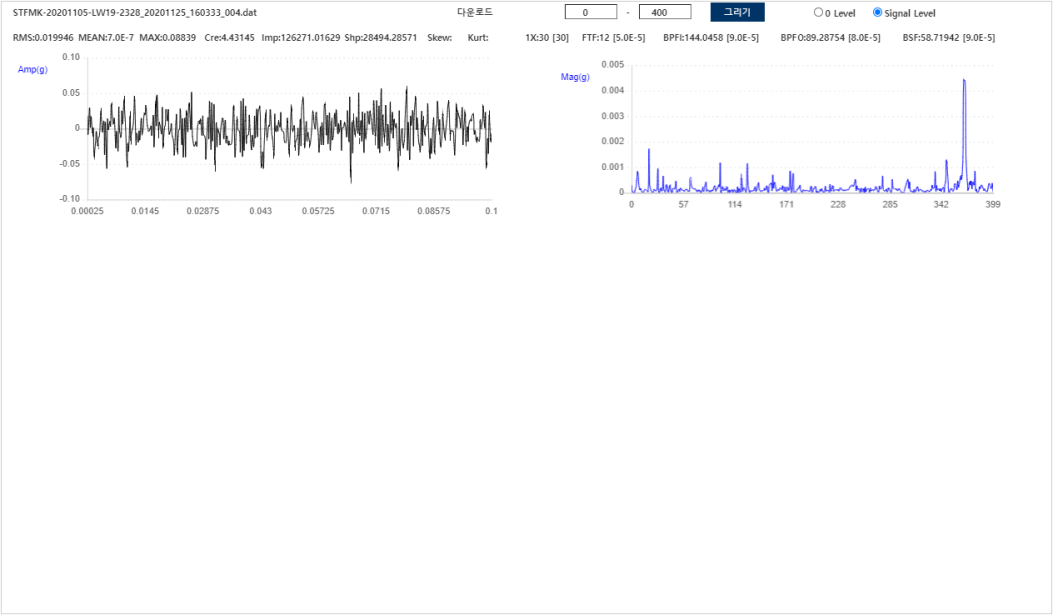 STFMK-20201105-LW19-2328_20201125_160333_004.dat 다운로드 0 - 400 그리기 0 Level Signal Level
RMS:0.019946 MEAN:7.0E-7 MAX:0.08839 Cre:4.43145 Imp:126271.01629 Shp:28494.28571 Skew: Kurt: 1X:30 [30] FTF:12 [5.0E-5] BPFI:144.0458 [9.0E-5] BPFO:89.28754 [8.0E-5] BSF:58.71942 [9.0E-5]
Amp(g)
0.10
0.05
0
-0.05
-0.10
0.00025 0.0145 0.02875 0.043 0.05725 0.0715 0.08575 0.1
Mag(g)
0.005
0.004
0.003
0.002
0.001
0
0 57 114 171 228 285 342 399